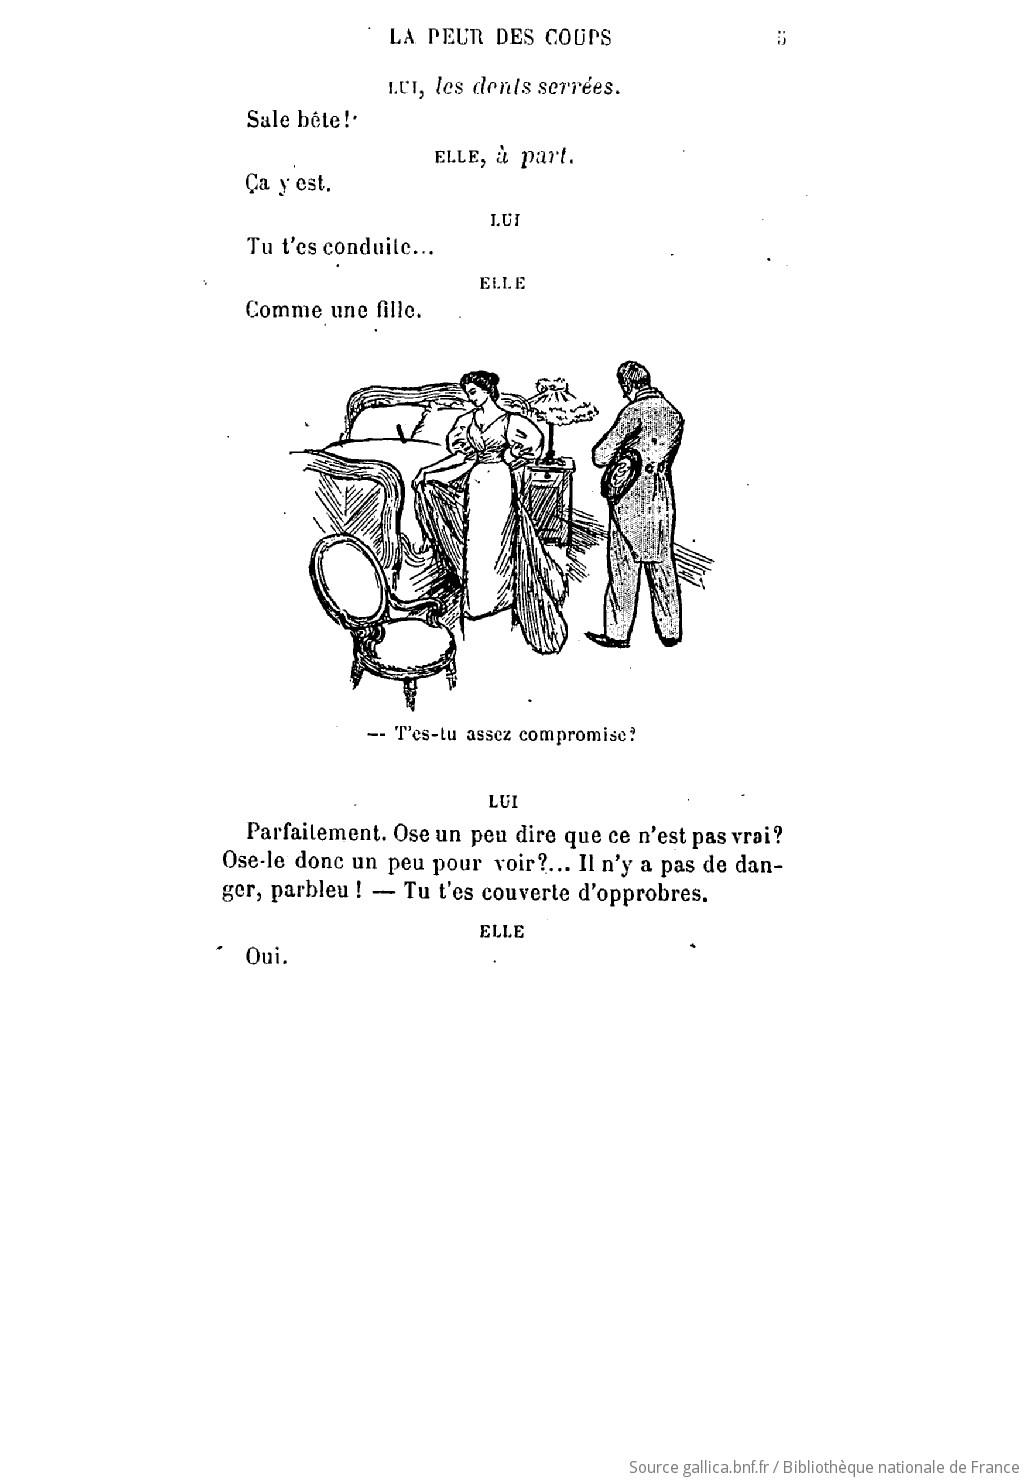 LA PEUR DES COUPS 5
LUI, les dents serrées.
Sale bête !
ELLE, à part.
Ça y est.
LUI
Tu t'es conduite...
ELLE
Comme une fille.
— T'es-tu assez compromise?
LUI
Parfaitement. Ose un peu dire que ce n'est pas vrai?
Ose-le donc un peu pour voir?... Il n'y a pas de dan-
ger, parbleu ! — Tu t'es couverte d'opprobres.
ELLE
Oui.
Source gallica.bnf.fr / Bibliothèque nationale de France